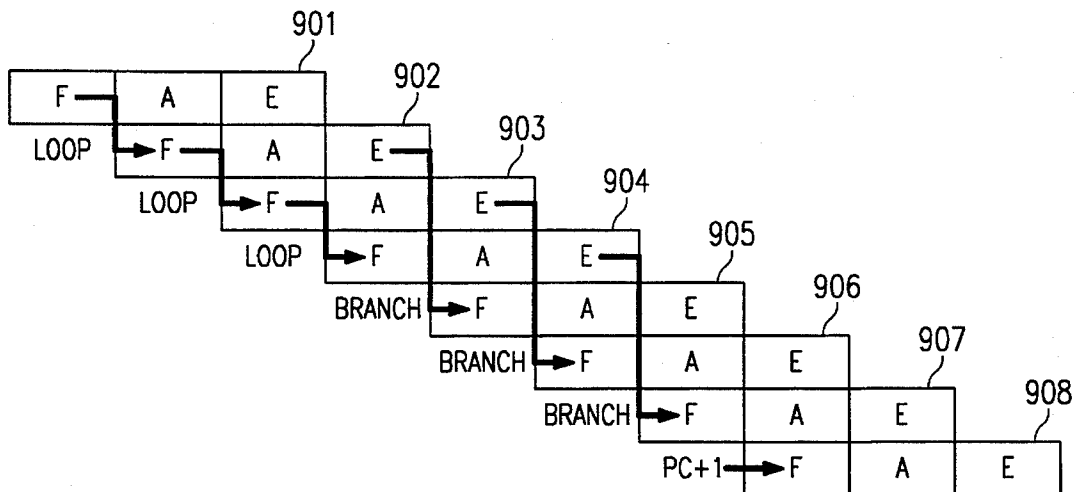 901
F A E
902
LOOP F A E
903
LOOP F A E
904
LOOP F A E
905
BRANCH F A E
906
BRANCH F A E
907
BRANCH F A E
908
PC+1 F A E